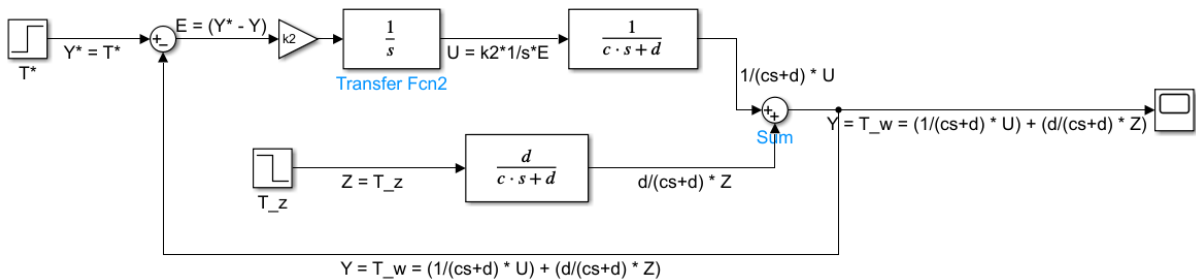 T*
Y* = T*
+
−
E = (Y* - Y)
k2
1
s
Transfer Fcn2
U = k2*1/s*E
1
c · s + d
1/(cs+d) * U
+
+
Sum
Y = T_w = (1/(cs+d) * U) + (d/(cs+d) * Z)
T_z
Z = T_z
d
c · s + d
d/(cs+d) * Z
Y = T_w = (1/(cs+d) * U) + (d/(cs+d) * Z)